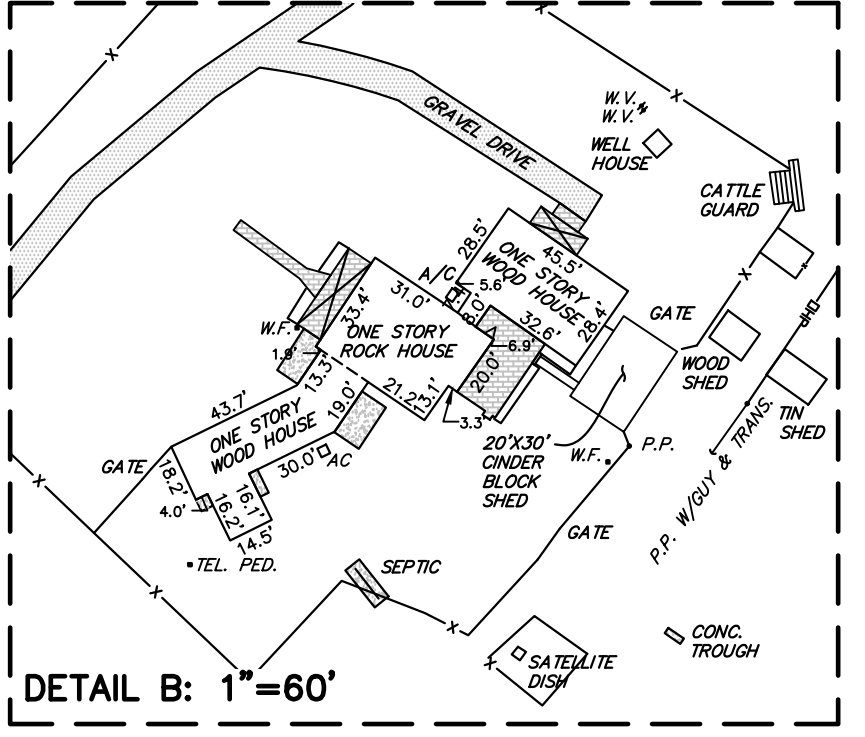 W.V.
W.V.
WELL
HOUSE
GRAVEL DRIVE
CATTLE
GUARD
28.5'
45.5'
ONE STORY
WOOD HOUSE
28.4'
32.6'
A/C
5.6'
8.0'
31.0'
33.4'
ONE STORY
ROCK HOUSE
W.F.
1.9'
6.9'
20.0'
GATE
WOOD
SHED
TIN
SHED
13.3'
21.2'
13.1'
3.3'
19.0'
43.7'
ONE STORY
WOOD HOUSE
30.0'
AC
GATE
18.2'
4.0'
16.2'
16.1'
14.5'
20'X30'
CINDER
BLOCK
SHED
W.F.
P.P.
P.P. W/GUY & TRANS.
GATE
TEL. PED.
SEPTIC
CONC.
TROUGH
SATELLITE
DISH
DETAIL B: 1"=60'
X
X
X
X
X
X
X
X
X